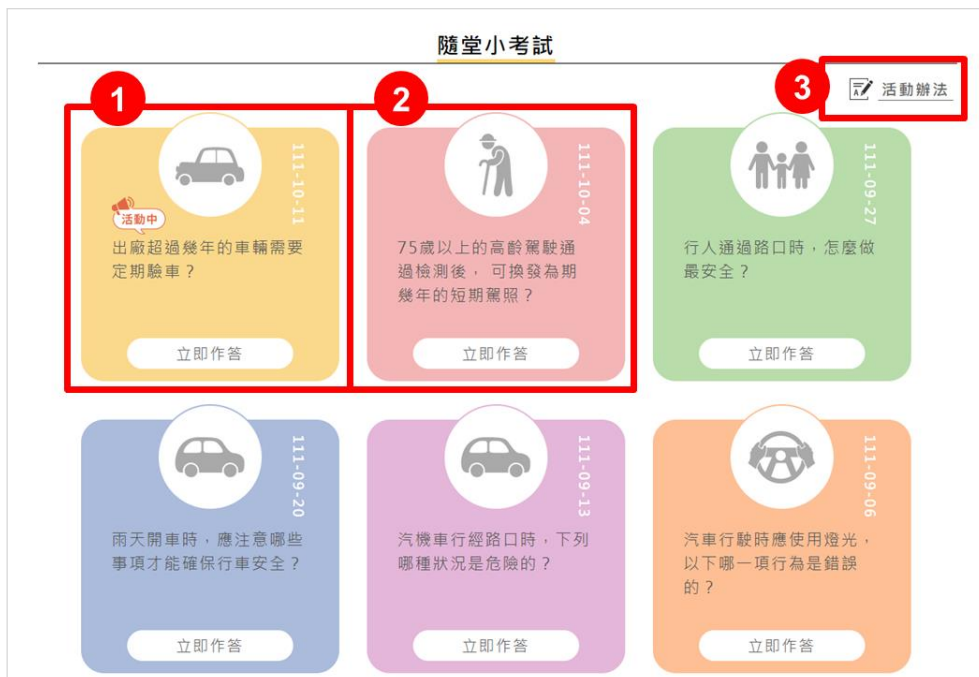 隨堂小考試
3
活動辦法
1
111-10-11
活動中
出廠超過幾年的車輛需要
定期驗車？
立即作答
2
111-10-04
75歲以上的高齡駕駛通
過檢測後， 可換發為期
幾年的短期駕照？
立即作答
111-09-27
行人通過路口時，怎麼做
最安全？
立即作答
111-09-20
雨天開車時，應注意哪些
事項才能確保行車安全？
立即作答
111-09-13
汽機車行經路口時，下列
哪種狀況是危險的？
立即作答
111-09-06
汽車行駛時應使用燈光，
以下哪一項行為是錯誤
的？
立即作答